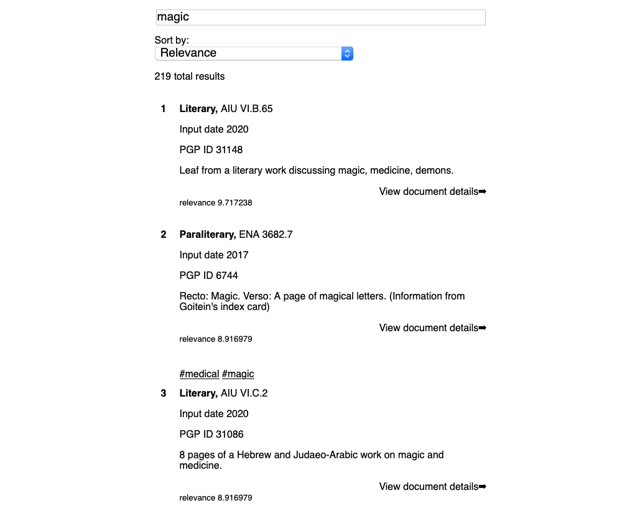 magic
Sort by:
Relevance
219 total results
1 Literary, AIU VI.B.65
Input date 2020
PGP ID 31148
Leaf from a literary work discussing magic, medicine, demons.
View document details➡
relevance 9.717238
2 Paraliterary, ENA 3682.7
Input date 2017
PGP ID 6744
Recto: Magic. Verso: A page of magical letters. (Information from
Goitein's index card)
View document details➡
relevance 8.916979
#medical #magic
3 Literary, AIU VI.C.2
Input date 2020
PGP ID 31086
8 pages of a Hebrew and Judaeo-Arabic work on magic and
medicine.
View document details➡
relevance 8.916979